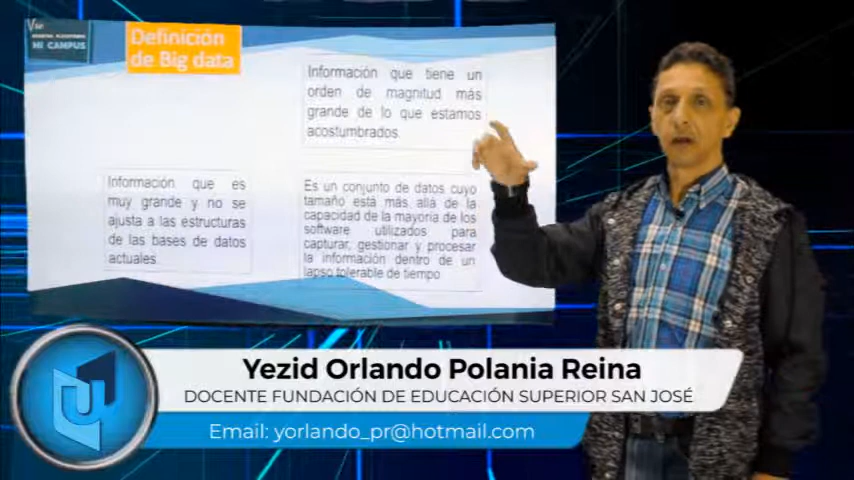 MI CAMPUS
Definición
de Big data
Información que tiene un
orden de magnitud más
grande de lo que estamos
acostumbrados.
Información que es
muy grande y no se
ajusta a las estructuras
de las bases de datos
actuales.
Es un conjunto de datos cuyo
tamaño está más allá de la
capacidad de la mayoría de los
software utilizados para
capturar, gestionar y procesar
la información dentro de un
lapso tolerable de tiempo
Yezid Orlando Polania Reina
DOCENTE FUNDACIÓN DE EDUCACIÓN SUPERIOR SAN JOSÉ
Email: yorlando_pr@hotmail.com